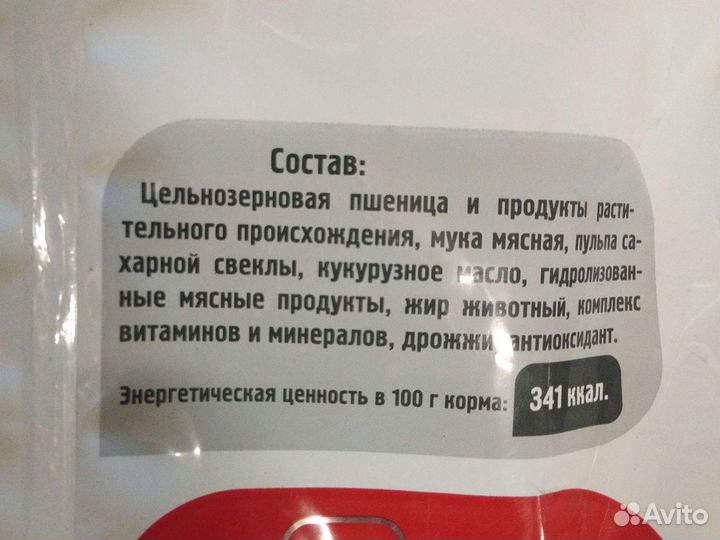 Состав:
Цельнозерновая пшеница и продукты расти-
тельного происхождения, мука мясная, пульпа са-
харной свеклы, кукурузное масло, гидролизован-
ные мясные продукты, жир животный, комплекс
витаминов и минералов, дрожжи, антиоксидант.
Энергетическая ценность в 100 г корма: 341 ккал.
Avito